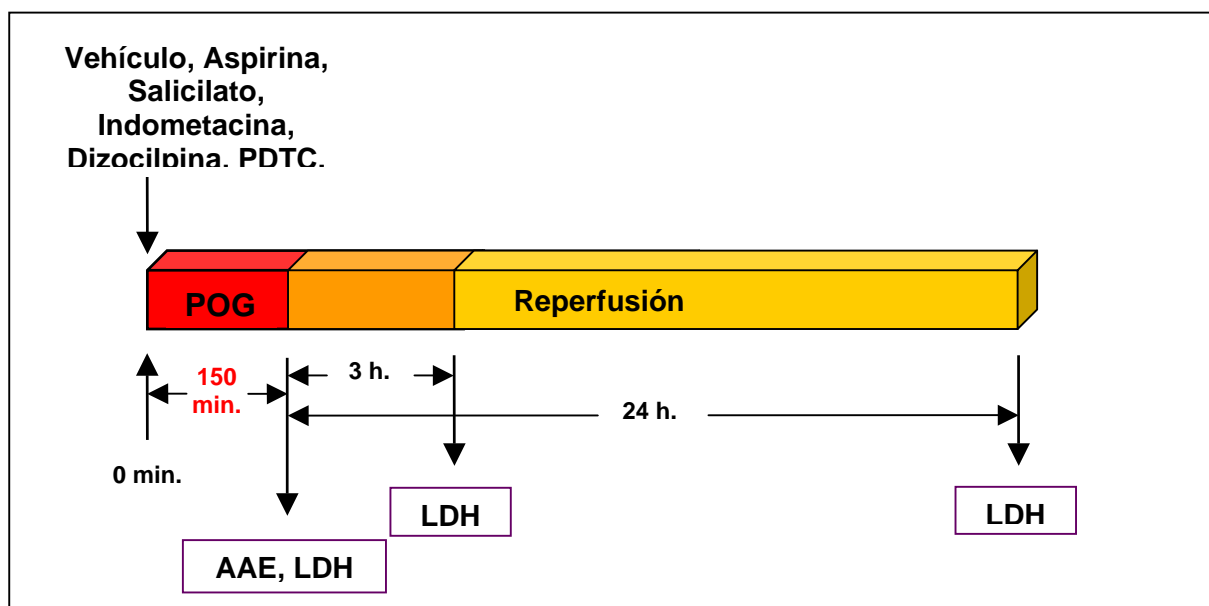 Vehículo, Aspirina,
Salicilato,
Indometacina,
Dizocilpina, PDTC.
POG
Reperfusión
150
min.
3 h.
24 h.
0 min.
LDH
LDH
AAE, LDH